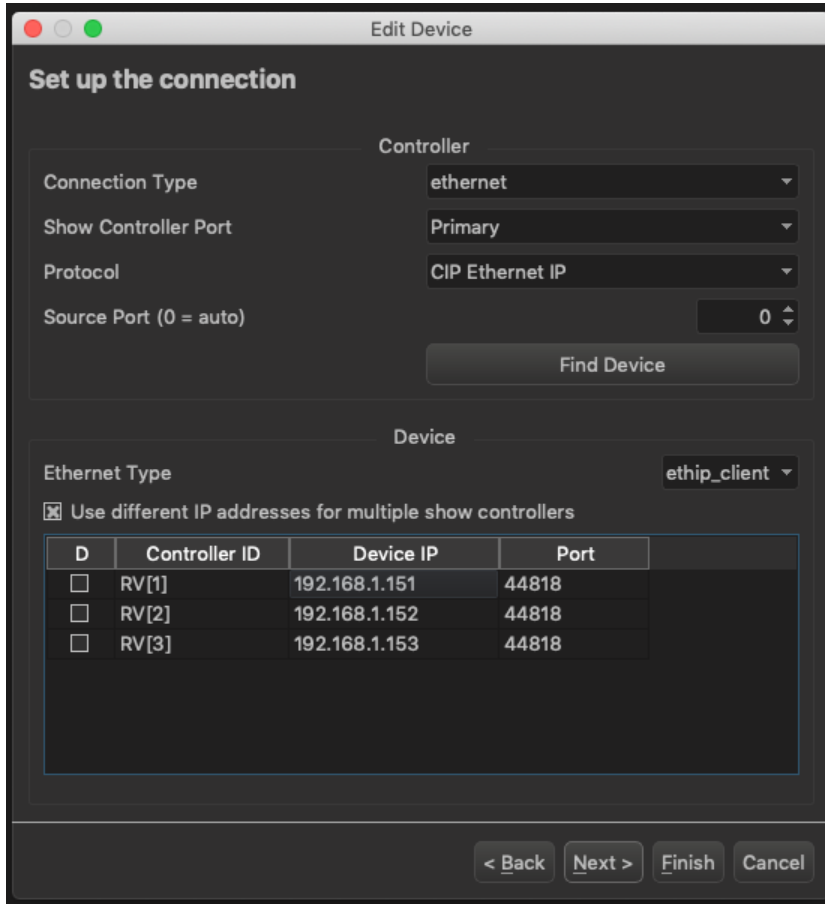 Edit Device
Set up the connection
Controller
Connection Type ethernet
Show Controller Port Primary
Protocol CIP Ethernet IP
Source Port (0 = auto) 0
Find Device
Device
Ethernet Type ethip_client
Use different IP addresses for multiple show controllers
D Controller ID Device IP Port
RV[1] 192.168.1.151 44818
RV[2] 192.168.1.152 44818
RV[3] 192.168.1.153 44818
< Back Next > Finish Cancel